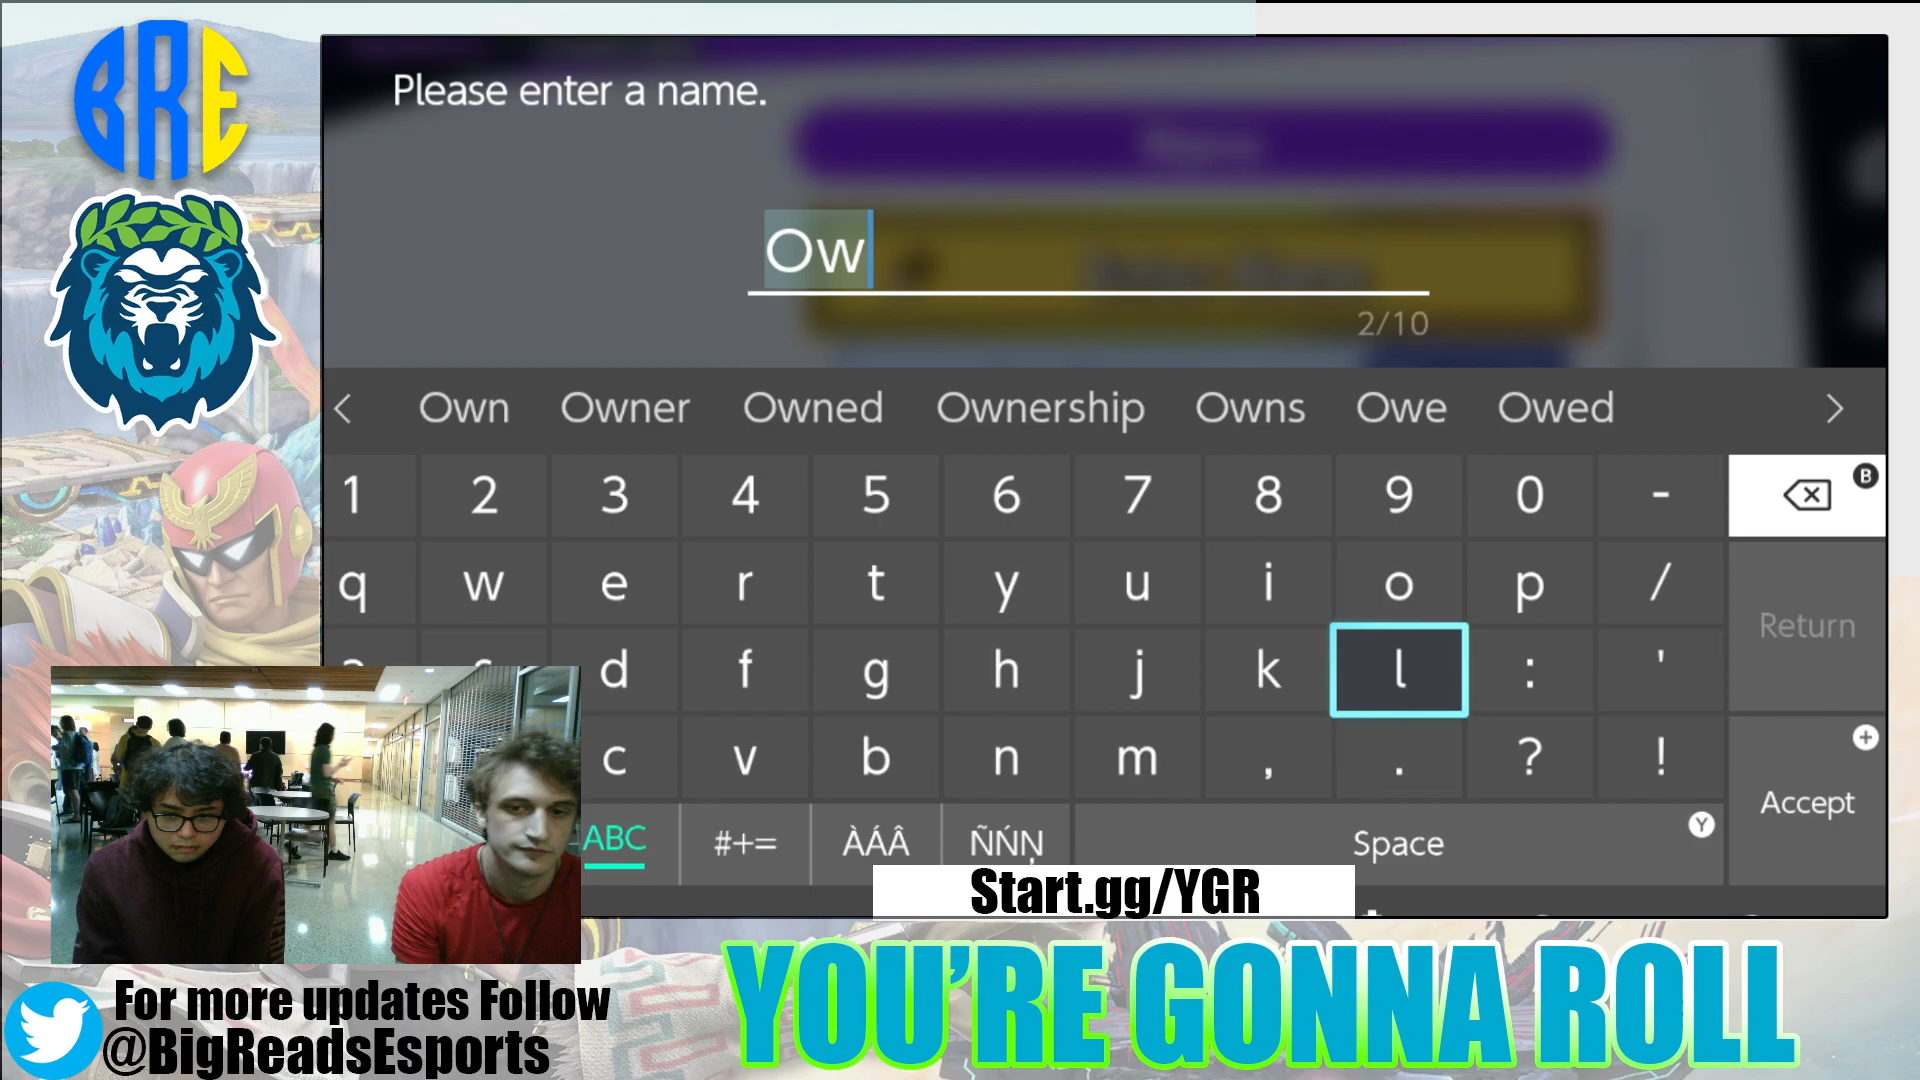 BRE
Please enter a name.
Ow
2/10
< Own Owner Owned Ownership Owns Owe Owed >
1 2 3 4 5 6 7 8 9 0 - B
q w e r t y u i o p / Return
d f g h j k l : '
c v b n m , . ? ! + Accept
ABC #+= ÀÁÂ ÑŃŅ Space Y
Start.gg/YGR
YOU'RE GONNA ROLL
For more updates Follow
@BigReadsEsports